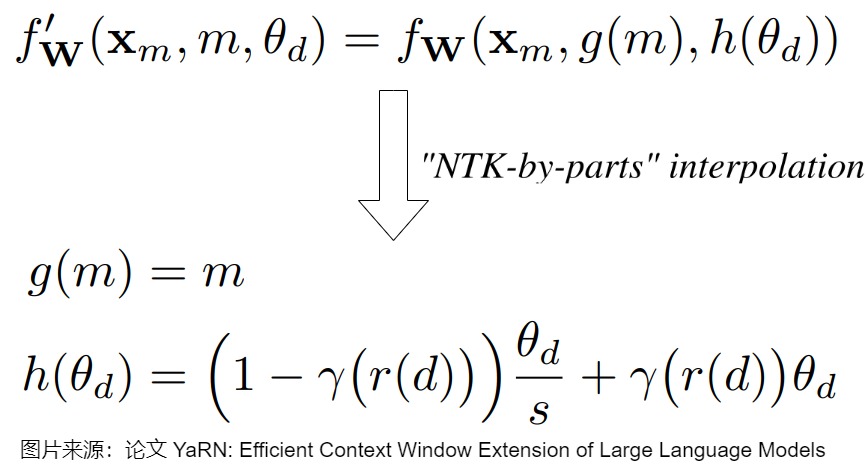 f′_W(x_m, m, θ_d) = f_W(x_m, g(m), h(θ_d))
"NTK-by-parts" interpolation
g(m) = m
h(θ_d) = (1 − γ(r(d))) θ_d/s + γ(r(d))θ_d
图片来源：论文 YaRN: Efficient Context Window Extension of Large Language Models